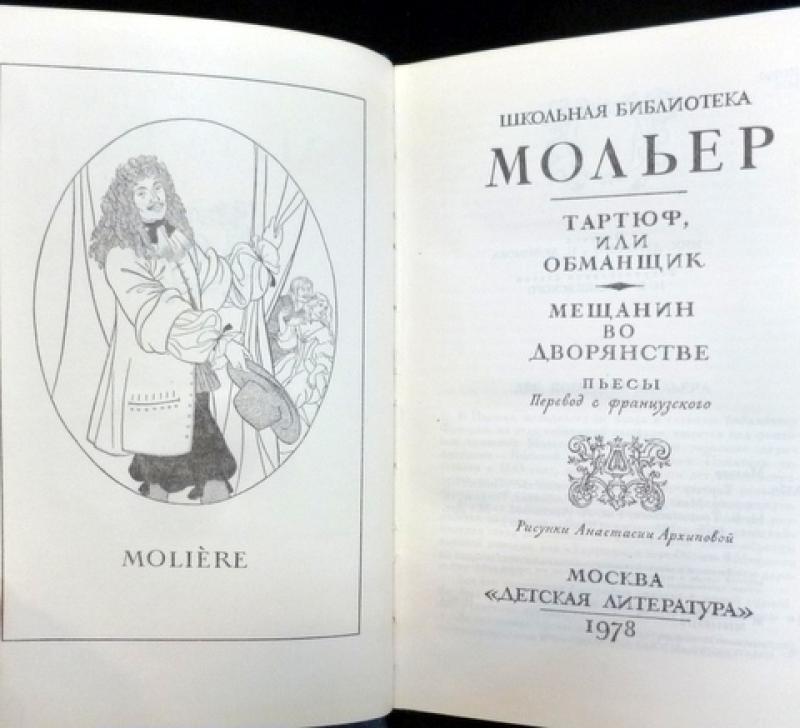 MOLIÈRE
ШКОЛЬНАЯ БИБЛИОТЕКА
МОЛЬЕР
ТАРТЮФ,
ИЛИ
ОБМАНЩИК
МЕЩАНИН
ВО
ДВОРЯНСТВЕ
ПЬЕСЫ
Перевод с французского
Рисунки Анастасии Архиповой
МОСКВА
«ДЕТСКАЯ ЛИТЕРАТУРА»
1978